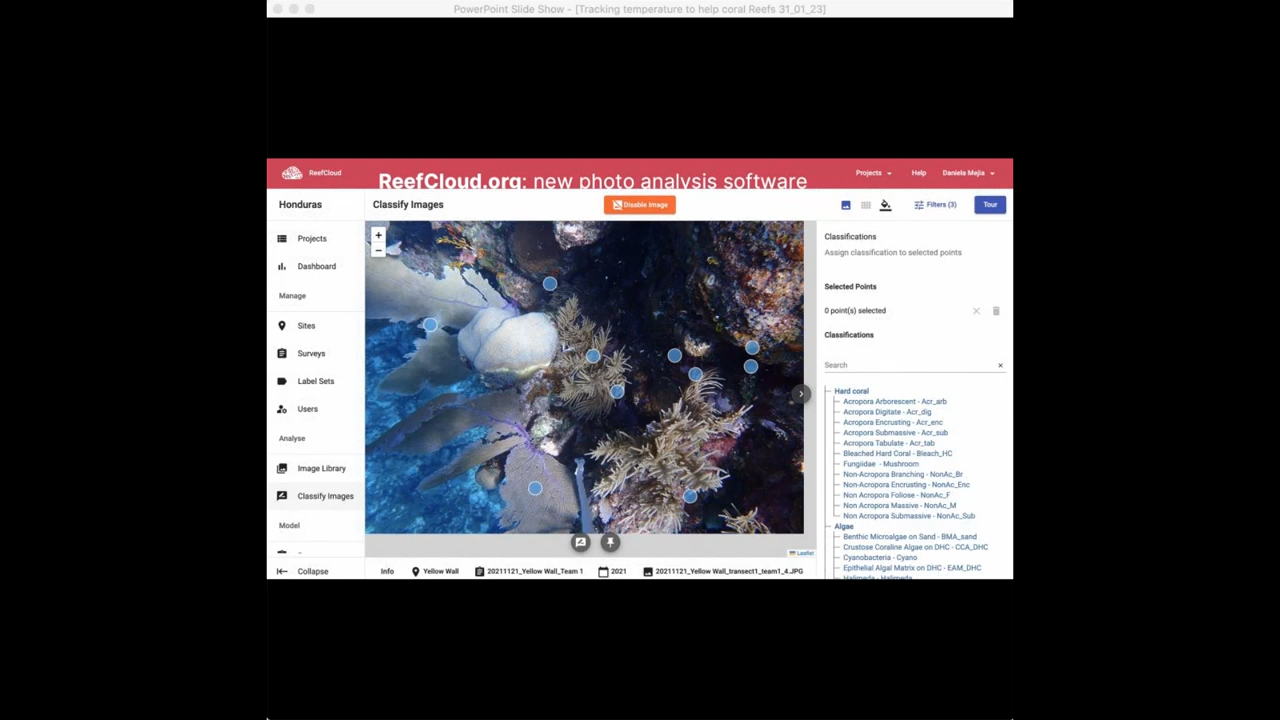 PowerPoint Slide Show - [Tracking temperature to help coral Reefs 31_01_23]
ReefCloud
ReefCloud.org: new photo analysis software
Projects
Help
Daniela Mejia
Honduras
Classify Images
Disable Image
Filters (3)
Tour
Projects
Dashboard
Manage
Sites
Surveys
Label Sets
Users
Analyse
Image Library
Classify Images
Model
Collapse
+
−
Leaflet
Info
Yellow Wall
20211121_Yellow Wall_Team 1
2021
20211121_Yellow Wall_transect1_team1_4.JPG
Classifications
Assign classification to selected points
Selected Points
0 point(s) selected
Classifications
Search
Hard coral
Acropora Arborescent - Acr_arb
Acropora Digitate - Acr_dig
Acropora Encrusting - Acr_enc
Acropora Submassive - Acr_sub
Acropora Tabulate - Acr_tab
Bleached Hard Coral - Bleach_HC
Fungiidae - Mushroom
Non-Acropora Branching - NonAc_Br
Non-Acropora Encrusting - NonAc_Enc
Non Acropora Foliose - NonAc_F
Non Acropora Massive - NonAc_M
Non Acropora Submassive - NonAc_Sub
Algae
Benthic Microalgae on Sand - BMA_sand
Crustose Coraline Algae on DHC - CCA_DHC
Cyanobacteria - Cyano
Epithelial Algal Matrix on DHC - EAM_DHC
Halimeda - Halimeda